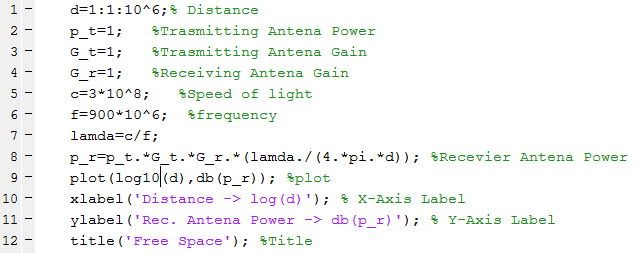 1 - d=1:1:10^6;% Distance
2 - p_t=1; %Trasmitting Antena Power
3 - G_t=1; %Trasmitting Antena Gain
4 - G_r=1; %Receiving Antena Gain
5 - c=3*10^8; %Speed of light
6 - f=900*10^6; %frequency
7 - lamda=c/f;
8 - p_r=p_t.*G_t.*G_r.*(lamda./(4.*pi.*d)); %Recevier Antena Power
9 - plot(log10(d),db(p_r)); %plot
10 - xlabel('Distance -> log(d)'); % X-Axis Label
11 - ylabel('Rec. Antena Power -> db(p_r)'); % Y-Axis Label
12 - title('Free Space'); %Title